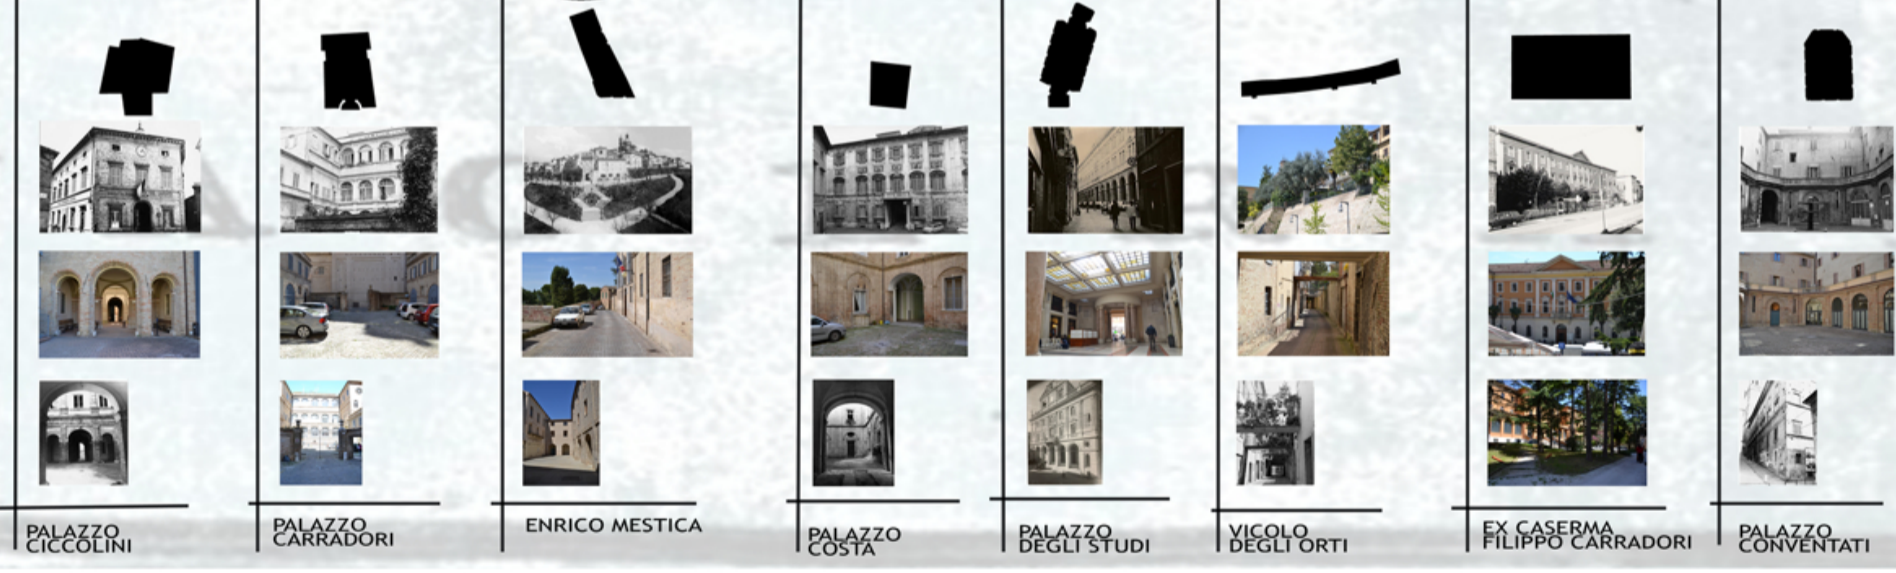 PALAZZO
CICCOLINI
PALAZZO
CARRADORI
ENRICO MESTICA
PALAZZO
COSTA
PALAZZO
DEGLI STUDI
VICOLO
DEGLI ORTI
EX CASERMA
FILIPPO CARRADORI
PALAZZO
CONVENTATI